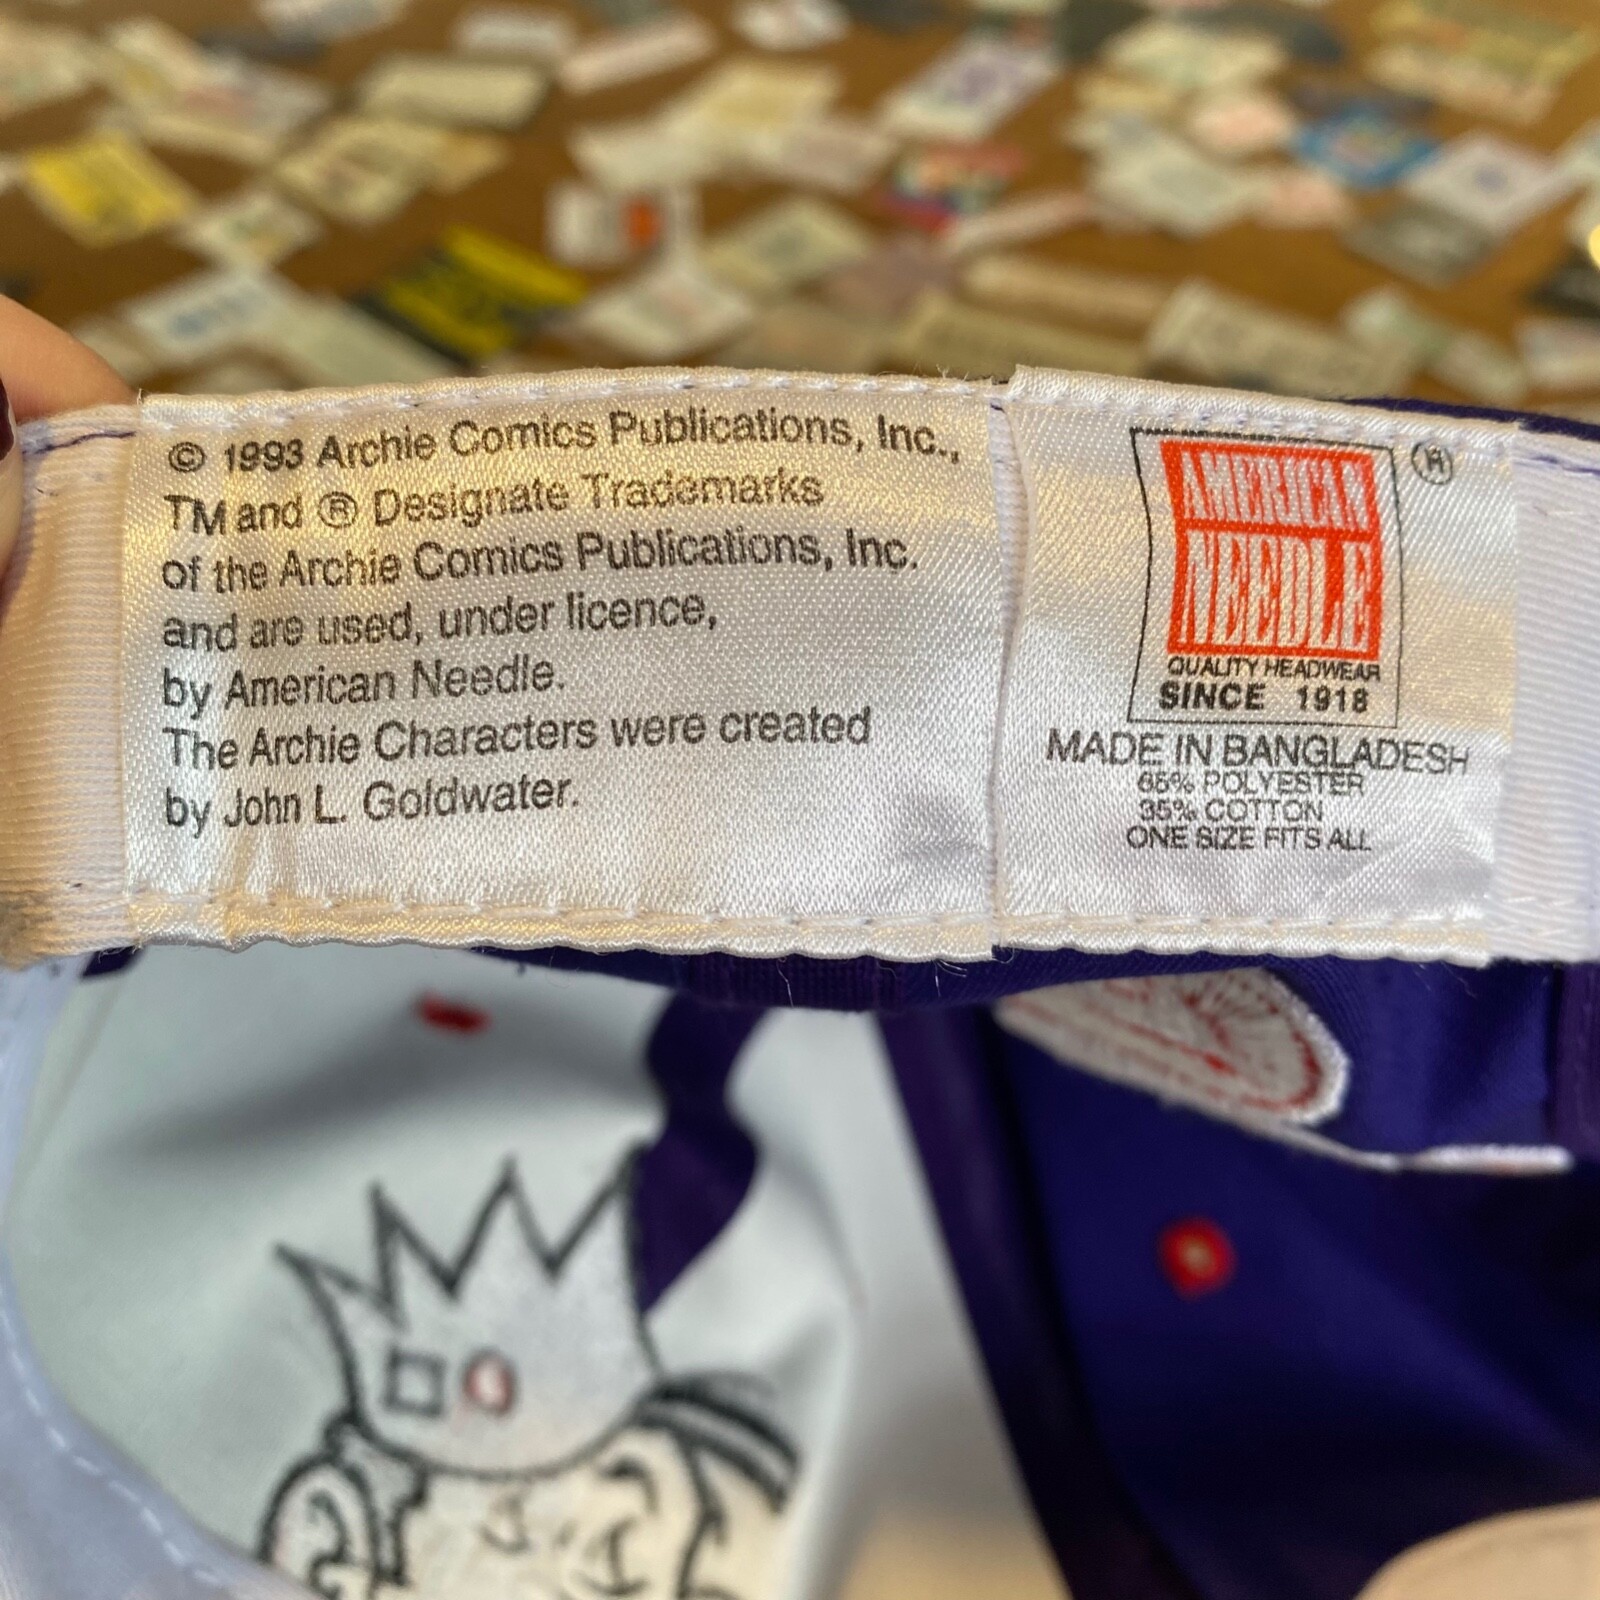 © 1993 Archie Comics Publications, Inc.,
TM and ® Designate Trademarks
of the Archie Comics Publications, Inc.
and are used, under licence,
by American Needle.
The Archie Characters were created
by John L. Goldwater.
AMERICAN ®
NEEDLE
QUALITY HEADWEAR
SINCE 1918
MADE IN BANGLADESH
65% POLYESTER
35% COTTON
ONE SIZE FITS ALL